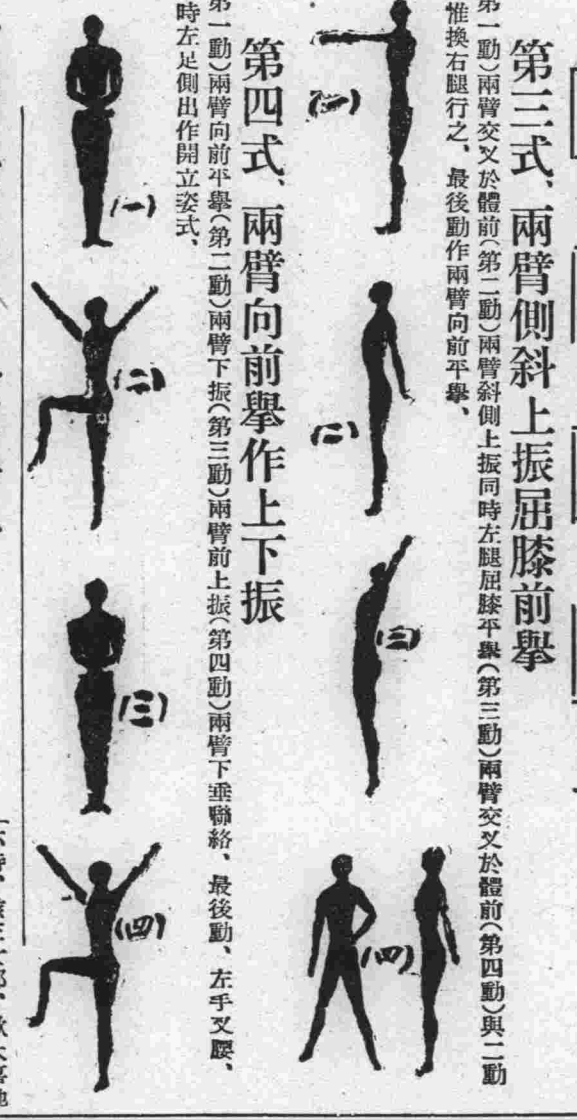 第三式、兩臂側斜上振屈膝前擧
第一動)兩臂交叉於體前(第二動)兩臂斜側上振同時左腿屈膝平擧(第三動)兩臂交叉於體前(第四動)與二動
惟換右腿行之、最後動作兩臂向前平擧、
(一)
(二)
(三)
(四)
第四式、兩臂向前擧作上下振
第一動)兩臂向前平擧(第二動)兩臂下振(第三動)兩臂前上振(第四動)兩臂下垂聯絡、最後動、左手叉腰、
時左足側出作開立姿式、
(一)
(二)
(三)
(四)